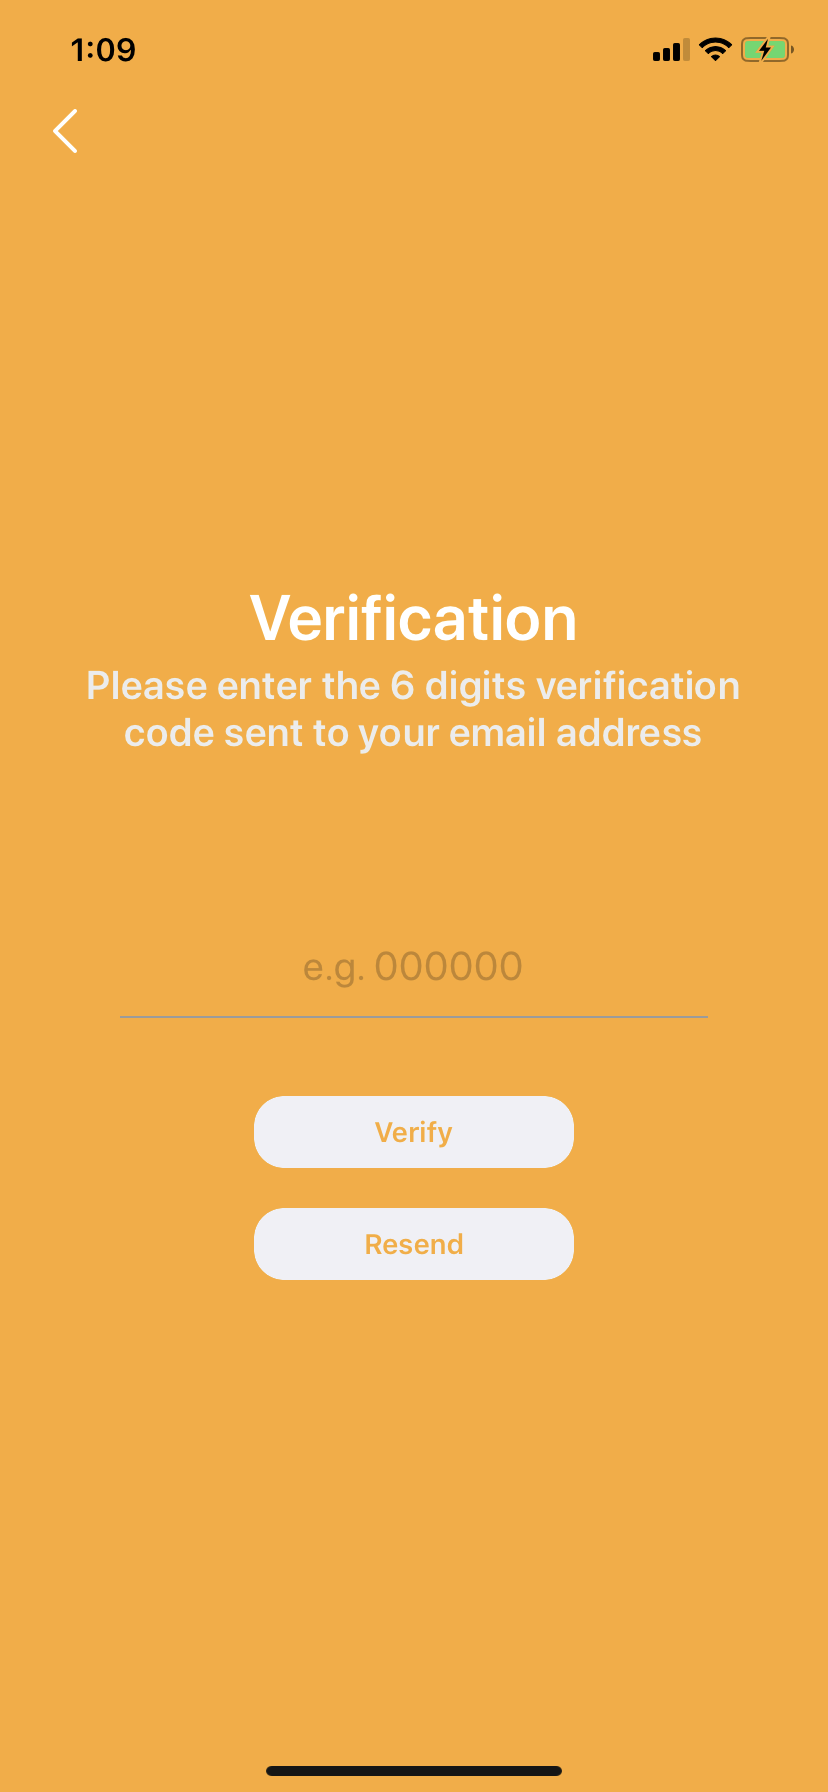 1:09
Verification
Please enter the 6 digits verification
code sent to your email address
e.g. 000000
Verify
Resend